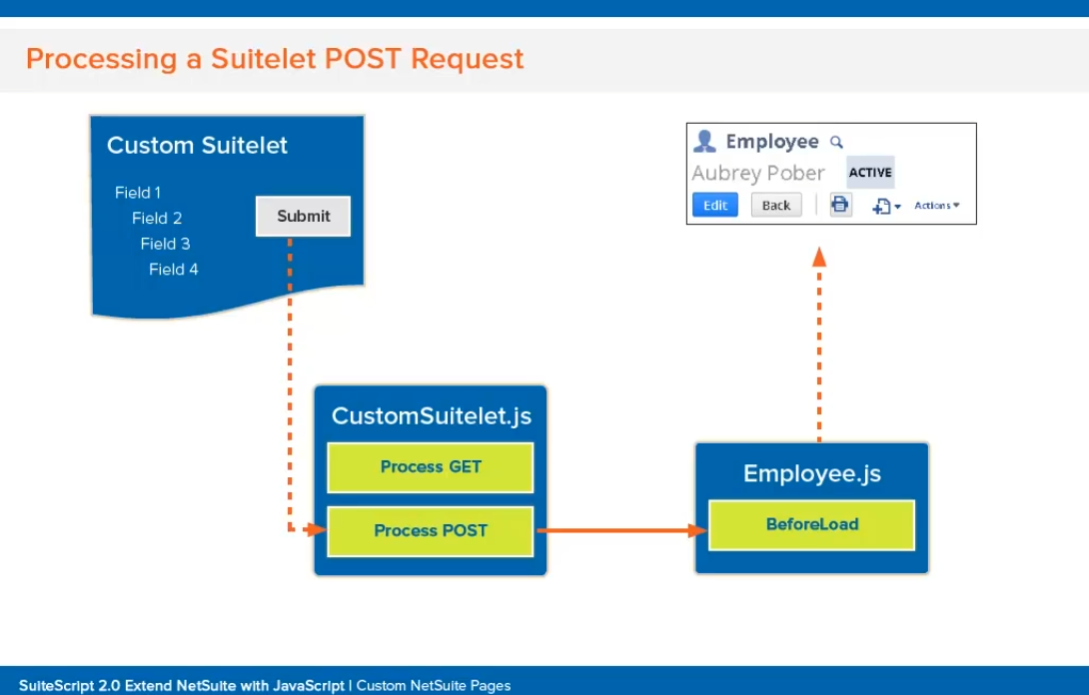 Processing a Suitelet POST Request
Custom Suitelet
Field 1
Field 2
Field 3
Field 4
Submit
Employee
Aubrey Pober ACTIVE
Edit Back Actions
CustomSuitelet.js
Process GET
Process POST
Employee.js
BeforeLoad
SuiteScript 2.0 Extend NetSuite with JavaScript | Custom NetSuite Pages